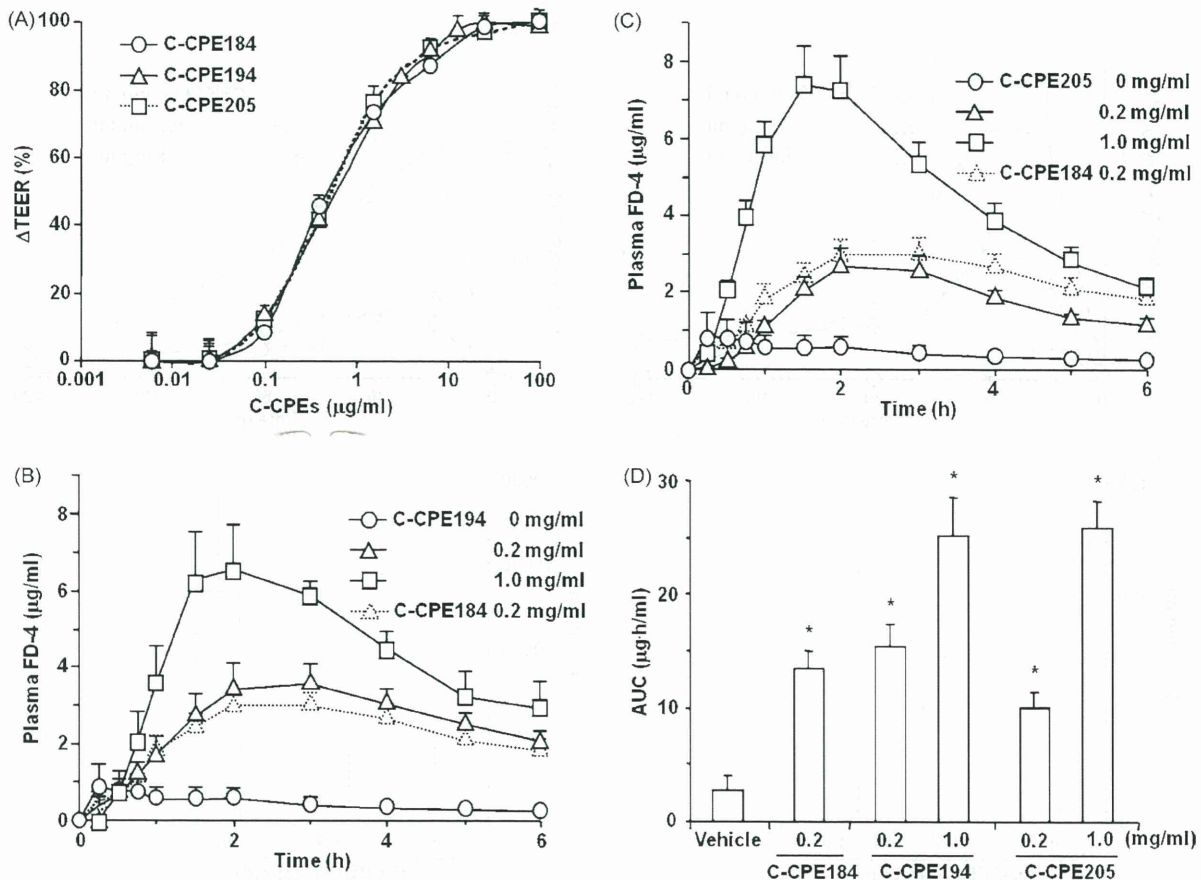 (A)
100
80
60
40
20
0
ΔTEER (%)
C-CPE184
C-CPE194
C-CPE205
0.001 0.01 0.1 1 10 100
C-CPEs (μg/ml)
(B)
8
6
4
2
0
Plasma FD-4 (μg/ml)
C-CPE194 0 mg/ml
0.2 mg/ml
1.0 mg/ml
C-CPE184 0.2 mg/ml
0 2 4 6
Time (h)
(C)
8
6
4
2
0
Plasma FD-4 (μg/ml)
C-CPE205 0 mg/ml
0.2 mg/ml
1.0 mg/ml
C-CPE184 0.2 mg/ml
0 2 4 6
Time (h)
(D)
30
20
10
0
AUC (μg·h/ml)
* * * * *
Vehicle 0.2 0.2 1.0 0.2 1.0 (mg/ml)
C-CPE184 C-CPE194 C-CPE205